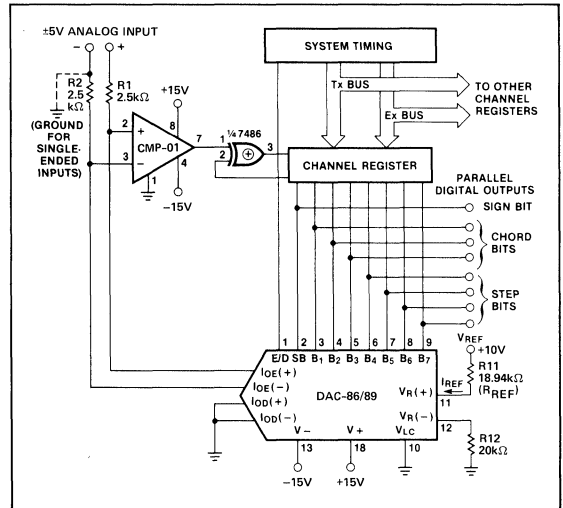 ±5V ANALOG INPUT
− +
R2
2.5
kΩ
R1
2.5kΩ
(GROUND
FOR
SINGLE-
ENDED
INPUTS)
+15V
8
2
+
CMP-01
7
3
−
1
4
−15V
1
¼ 7486
2
3
SYSTEM TIMING
Tx BUS
Ex BUS
TO OTHER
CHANNEL
REGISTERS
CHANNEL REGISTER
PARALLEL
DIGITAL OUTPUTS
SIGN BIT
CHORD
BITS
STEP
BITS
1 2 3 4 5 6 7 8 9
E/D SB B1 B2 B3 B4 B5 B6 B7
IOE(+)
IOE(−)
IOD(+)
IOD(−)
DAC-86/89
VR(+)
11
VR(−)
12
V−
V+
VLC
13
18
10
−15V
+15V
VREF
+10V
IREF
R11
18.94kΩ
(RREF)
R12
20kΩ